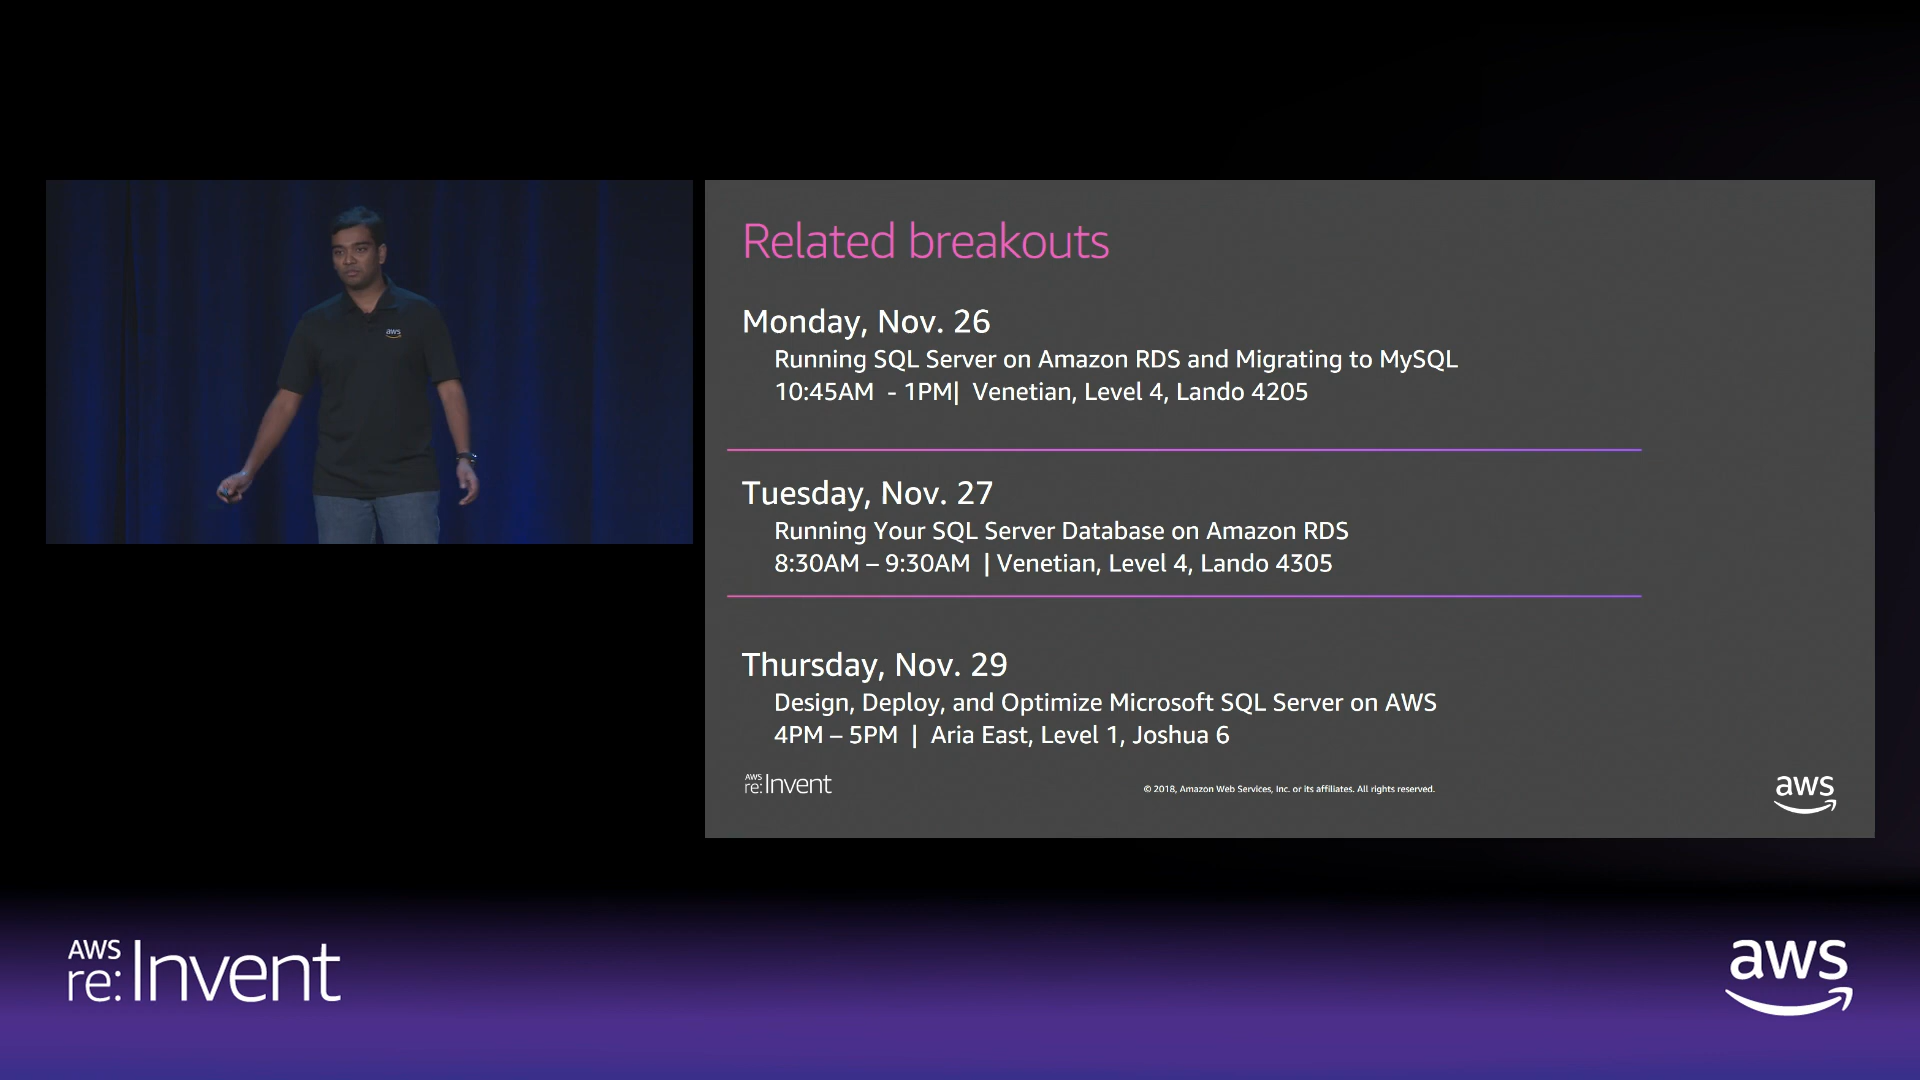 aws
Related breakouts
Monday, Nov. 26
Running SQL Server on Amazon RDS and Migrating to MySQL
10:45AM - 1PM| Venetian, Level 4, Lando 4205
Tuesday, Nov. 27
Running Your SQL Server Database on Amazon RDS
8:30AM – 9:30AM | Venetian, Level 4, Lando 4305
Thursday, Nov. 29
Design, Deploy, and Optimize Microsoft SQL Server on AWS
4PM – 5PM | Aria East, Level 1, Joshua 6
AWS
re:Invent
© 2018, Amazon Web Services, Inc. or its affiliates. All rights reserved.
aws
AWS
re:Invent
aws